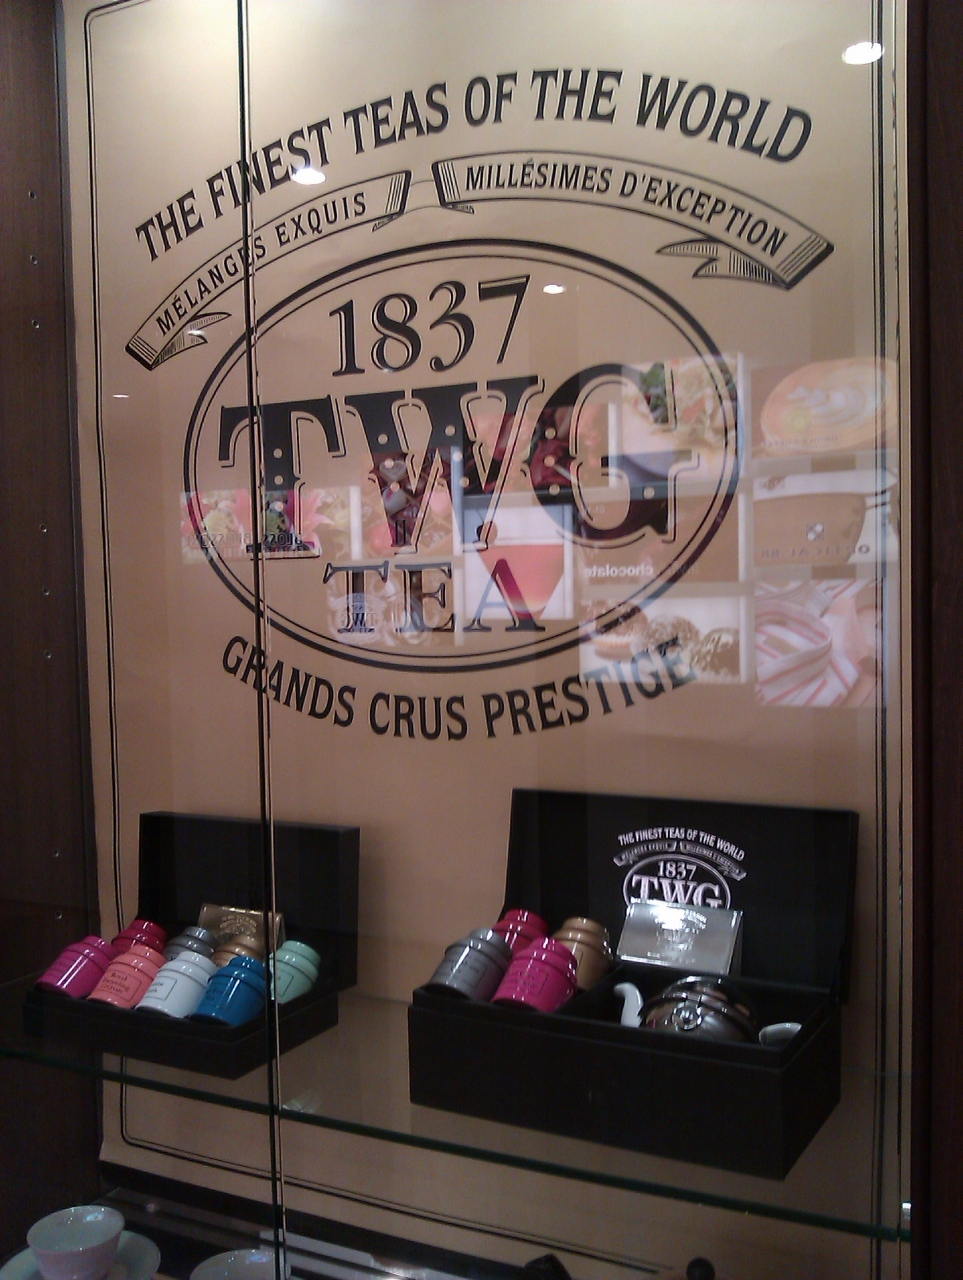 THE FINEST TEAS OF THE WORLD
MÉLANGES EXQUIS
MILLÉSIMES D'EXCEPTION
1837
TWG
TEA
GRANDS CRUS PRESTIGE
chocolate
THE FINEST TEAS OF THE WORLD
1837
TWG